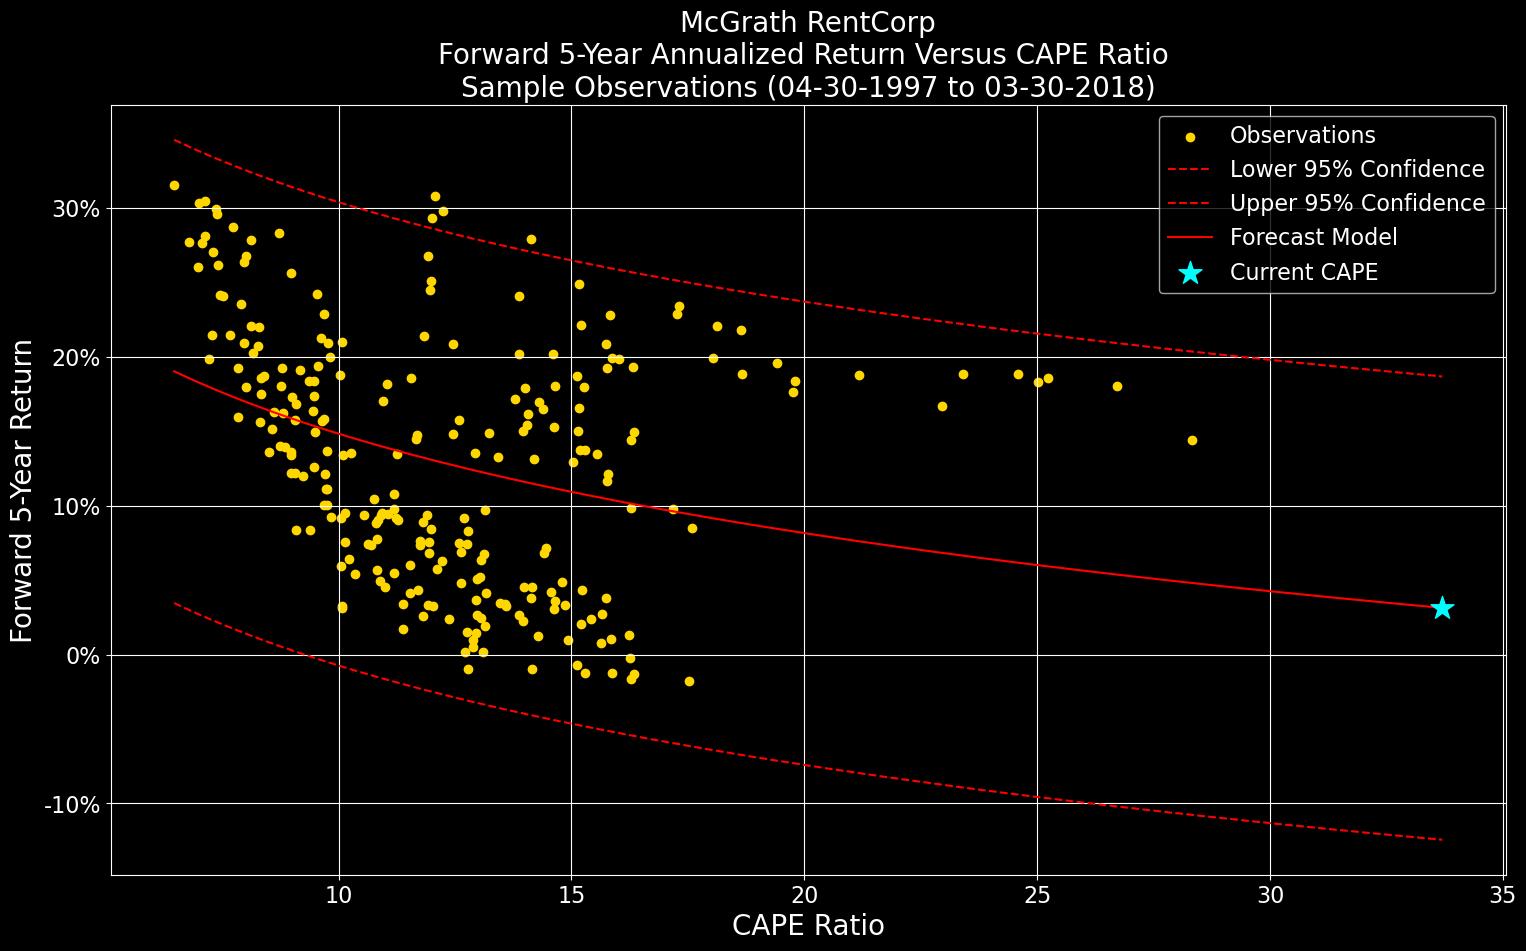 McGrath RentCorp
Forward 5-Year Annualized Return Versus CAPE Ratio
Sample Observations (04-30-1997 to 03-30-2018)
Observations
Lower 95% Confidence
Upper 95% Confidence
Forecast Model
Current CAPE
Forward 5-Year Return
30%
20%
10%
0%
-10%
10 15 20 25 30 35
CAPE Ratio